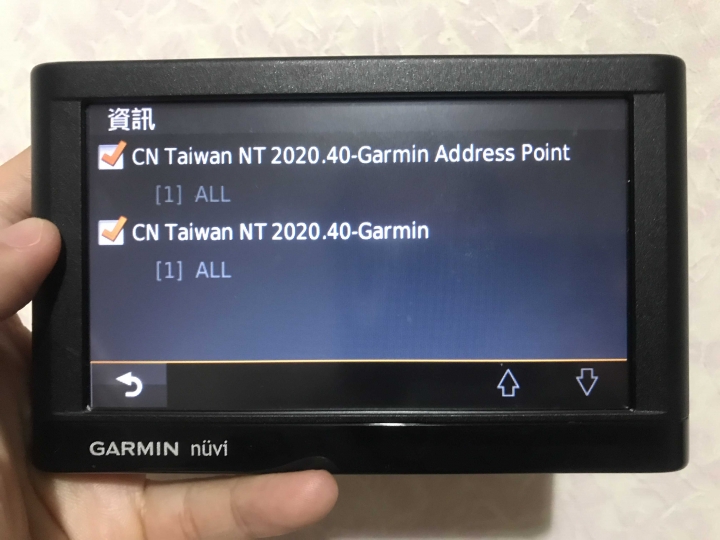 資訊
CN Taiwan NT 2020.40-Garmin Address Point
[1] ALL
CN Taiwan NT 2020.40-Garmin
[1] ALL
GARMIN nüvi